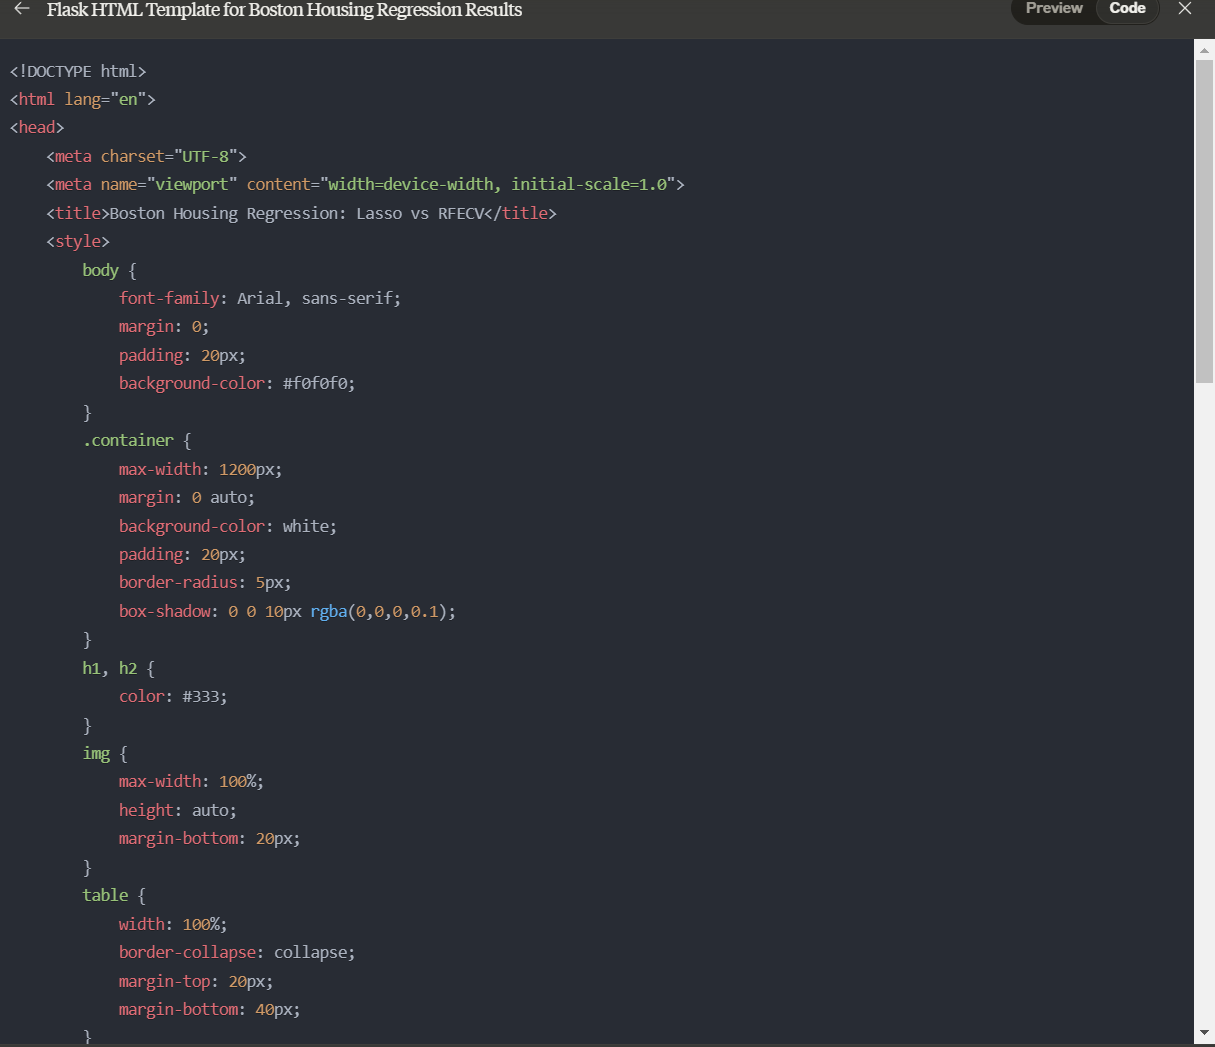 Flask HTML Template for Boston Housing Regression Results
Preview
Code
<!DOCTYPE html>
<html lang="en">
<head>
    <meta charset="UTF-8">
    <meta name="viewport" content="width=device-width, initial-scale=1.0">
    <title>Boston Housing Regression: Lasso vs RFECV</title>
    <style>
        body {
            font-family: Arial, sans-serif;
            margin: 0;
            padding: 20px;
            background-color: #f0f0f0;
        }
        .container {
            max-width: 1200px;
            margin: 0 auto;
            background-color: white;
            padding: 20px;
            border-radius: 5px;
            box-shadow: 0 0 10px rgba(0,0,0,0.1);
        }
        h1, h2 {
            color: #333;
        }
        img {
            max-width: 100%;
            height: auto;
            margin-bottom: 20px;
        }
        table {
            width: 100%;
            border-collapse: collapse;
            margin-top: 20px;
            margin-bottom: 40px;
        }